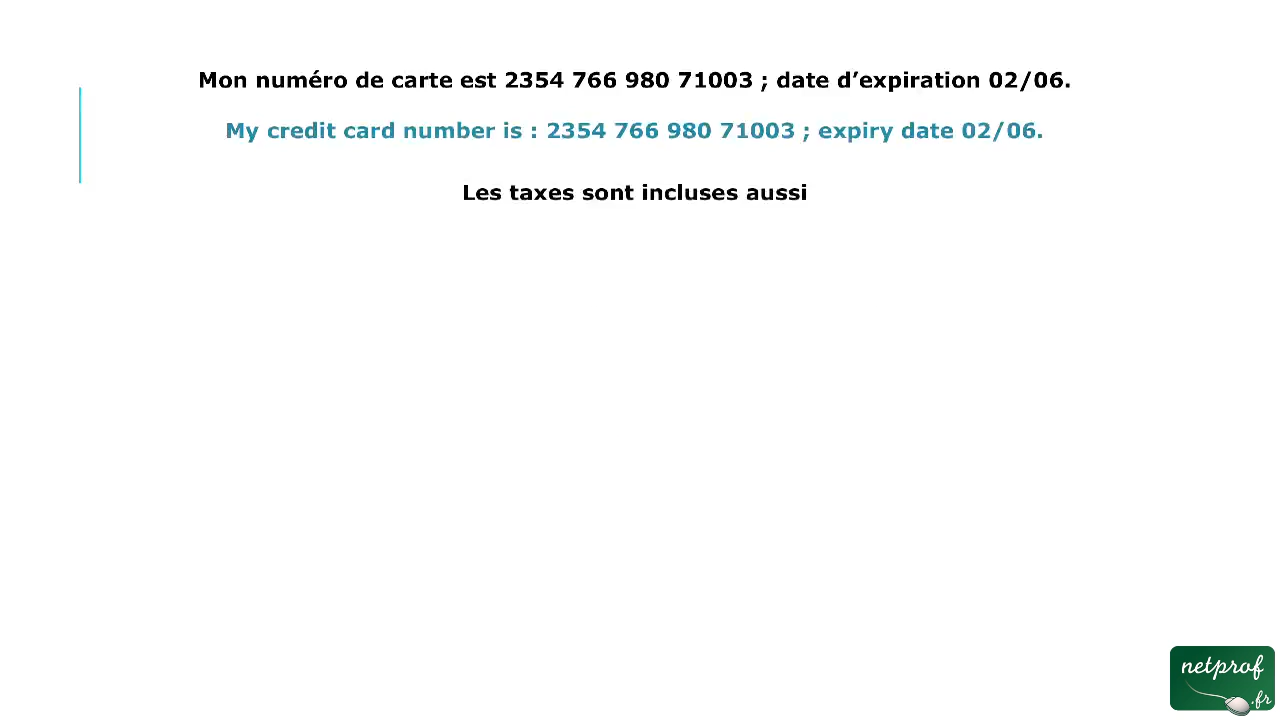 Mon numéro de carte est 2354 766 980 71003 ; date d’expiration 02/06.
My credit card number is : 2354 766 980 71003 ; expiry date 02/06.
Les taxes sont incluses aussi
netprof
.fr